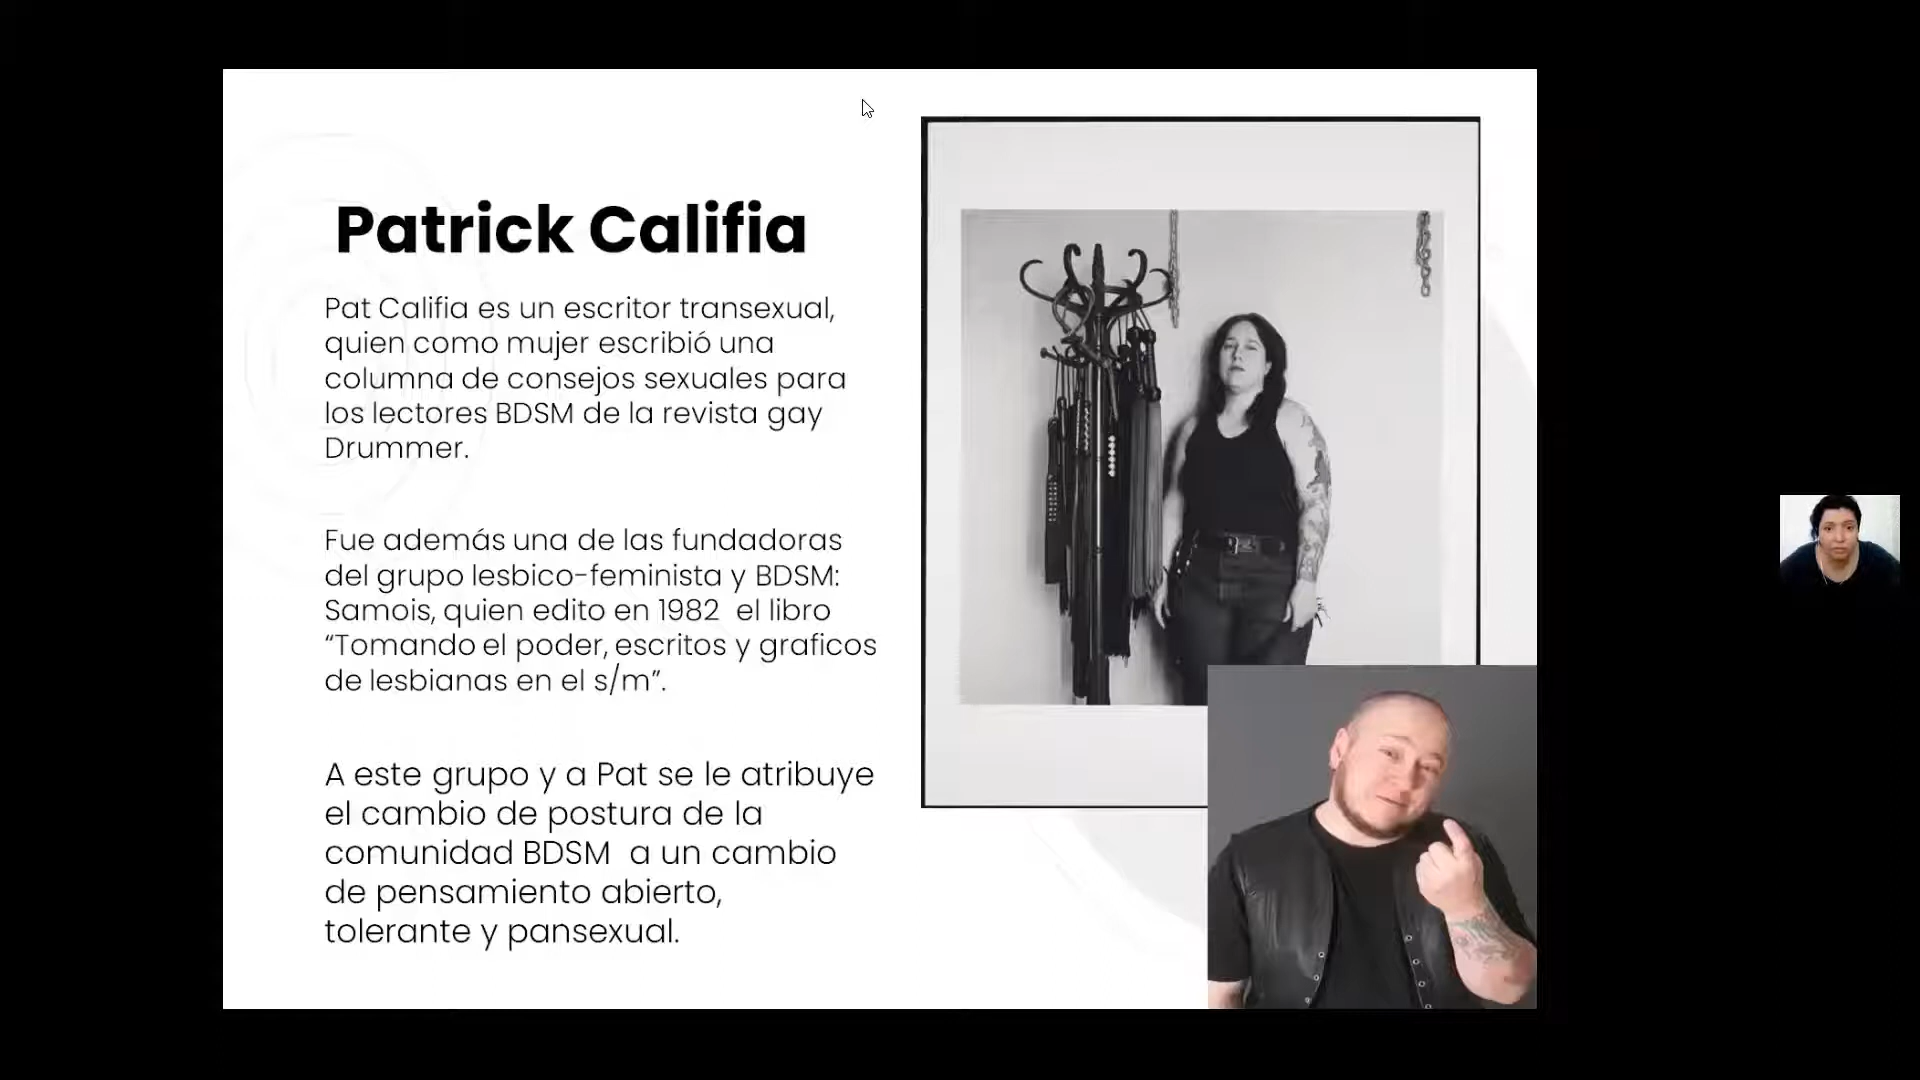 Patrick Califia
Pat Califia es un escritor transexual,
quien como mujer escribió una
columna de consejos sexuales para
los lectores BDSM de la revista gay
Drummer.
Fue además una de las fundadoras
del grupo lesbico-feminista y BDSM:
Samois, quien edito en 1982  el libro
“Tomando el poder, escritos y graficos
de lesbianas en el s/m”.
A este grupo y a Pat se le atribuye
el cambio de postura de la
comunidad BDSM  a un cambio
de pensamiento abierto,
tolerante y pansexual.